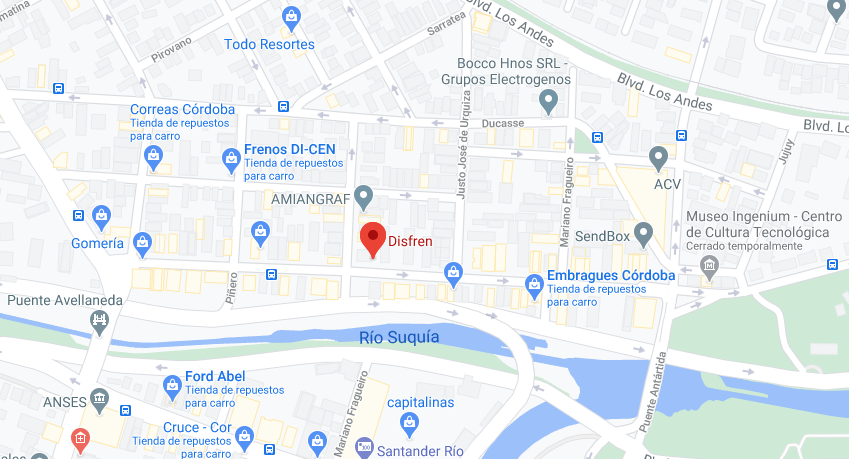 Sarratea
Pirovano
Todo Resortes
Blvd. Los Andes
Bocco Hnos SRL -
Grupos Electrogenos
Blvd. Los Andes
Correas Córdoba
Tienda de repuestos
para carro
Justo José de Urquiza
Ducasse
Blvd. Los
Frenos DI-CEN
Tienda de repuestos
para carro
Jujuy
ACV
AMIANGRAF
Mariano Fragueiro
Gomería
Disfren
SendBox
Museo Ingenium - Centro
de Cultura Tecnológica
Cerrado temporalmente
Piñero
Embragues Córdoba
Tienda de repuestos
para carro
Puente Avellaneda
Río Suquía
Puente Antártida
Ford Abel
Tienda de repuestos
para carro
ANSES
Mariano Fragueiro
capitalinas
Cruce - Cor
Tienda de repuestos
para carro
Santander Río